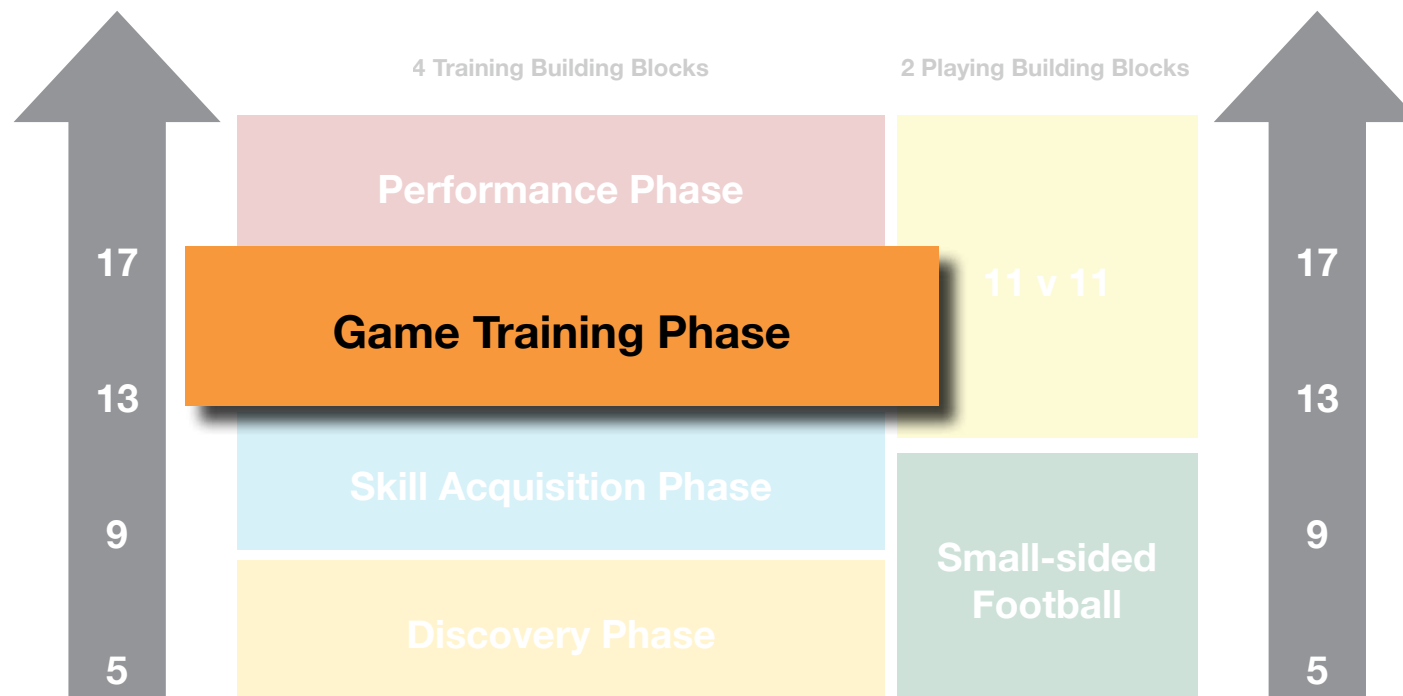 4 Training Building Blocks
2 Playing Building Blocks
Performance Phase
17
11 v 11
17
Game Training Phase
13
13
Skill Acquisition Phase
9
9
Small-sided
Football
Discovery Phase
5
5